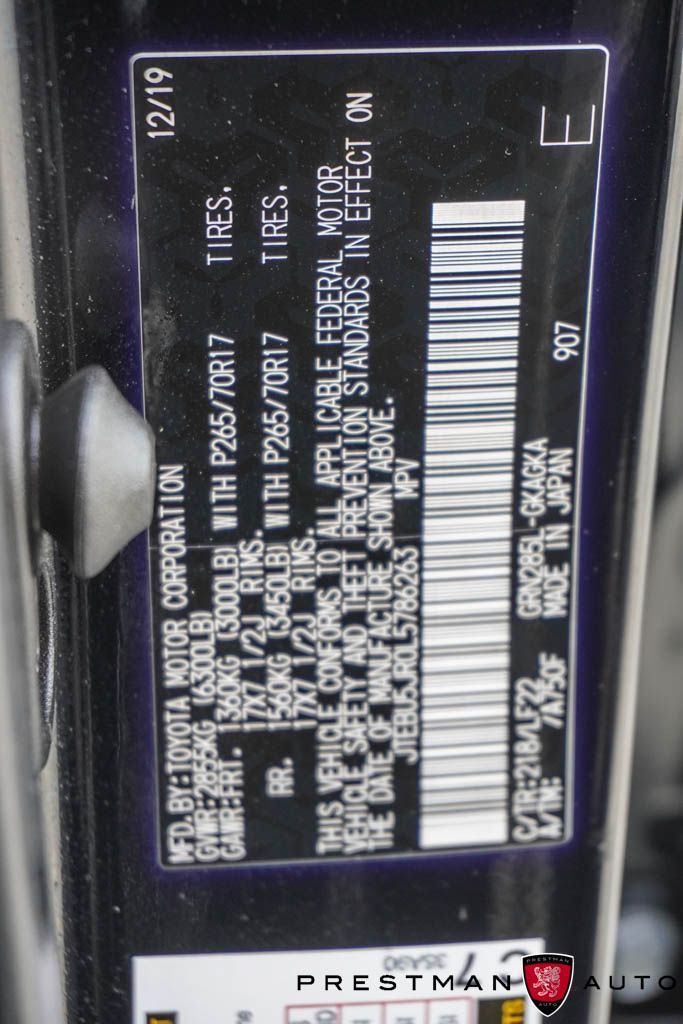 MFD.BY:TOYOTA MOTOR CORPORATION 12/19
GVWR:2855KG (6300LB)
GAWR:FRT. 1360KG (3000LB) WITH P265/70R17 TIRES.
17X7 1/2J RIMS.
RR. 1560KG (3450LB) WITH P265/70R17 TIRES.
17X7 1/2J RIMS.
THIS VEHICLE CONFORMS TO ALL APPLICABLE FEDERAL MOTOR
VEHICLE SAFETY AND THEFT PREVENTION STANDARDS IN EFFECT ON
THE DATE OF MANUFACTURE SHOWN ABOVE.
JTEBU5JR0L5786263 MPV
C/TR:218/LF22 GRN285L-GKAGKA
A/TM: /A750F MADE IN JAPAN 907
E
PRESTMAN AUTO
PRESTMAN
AUTO